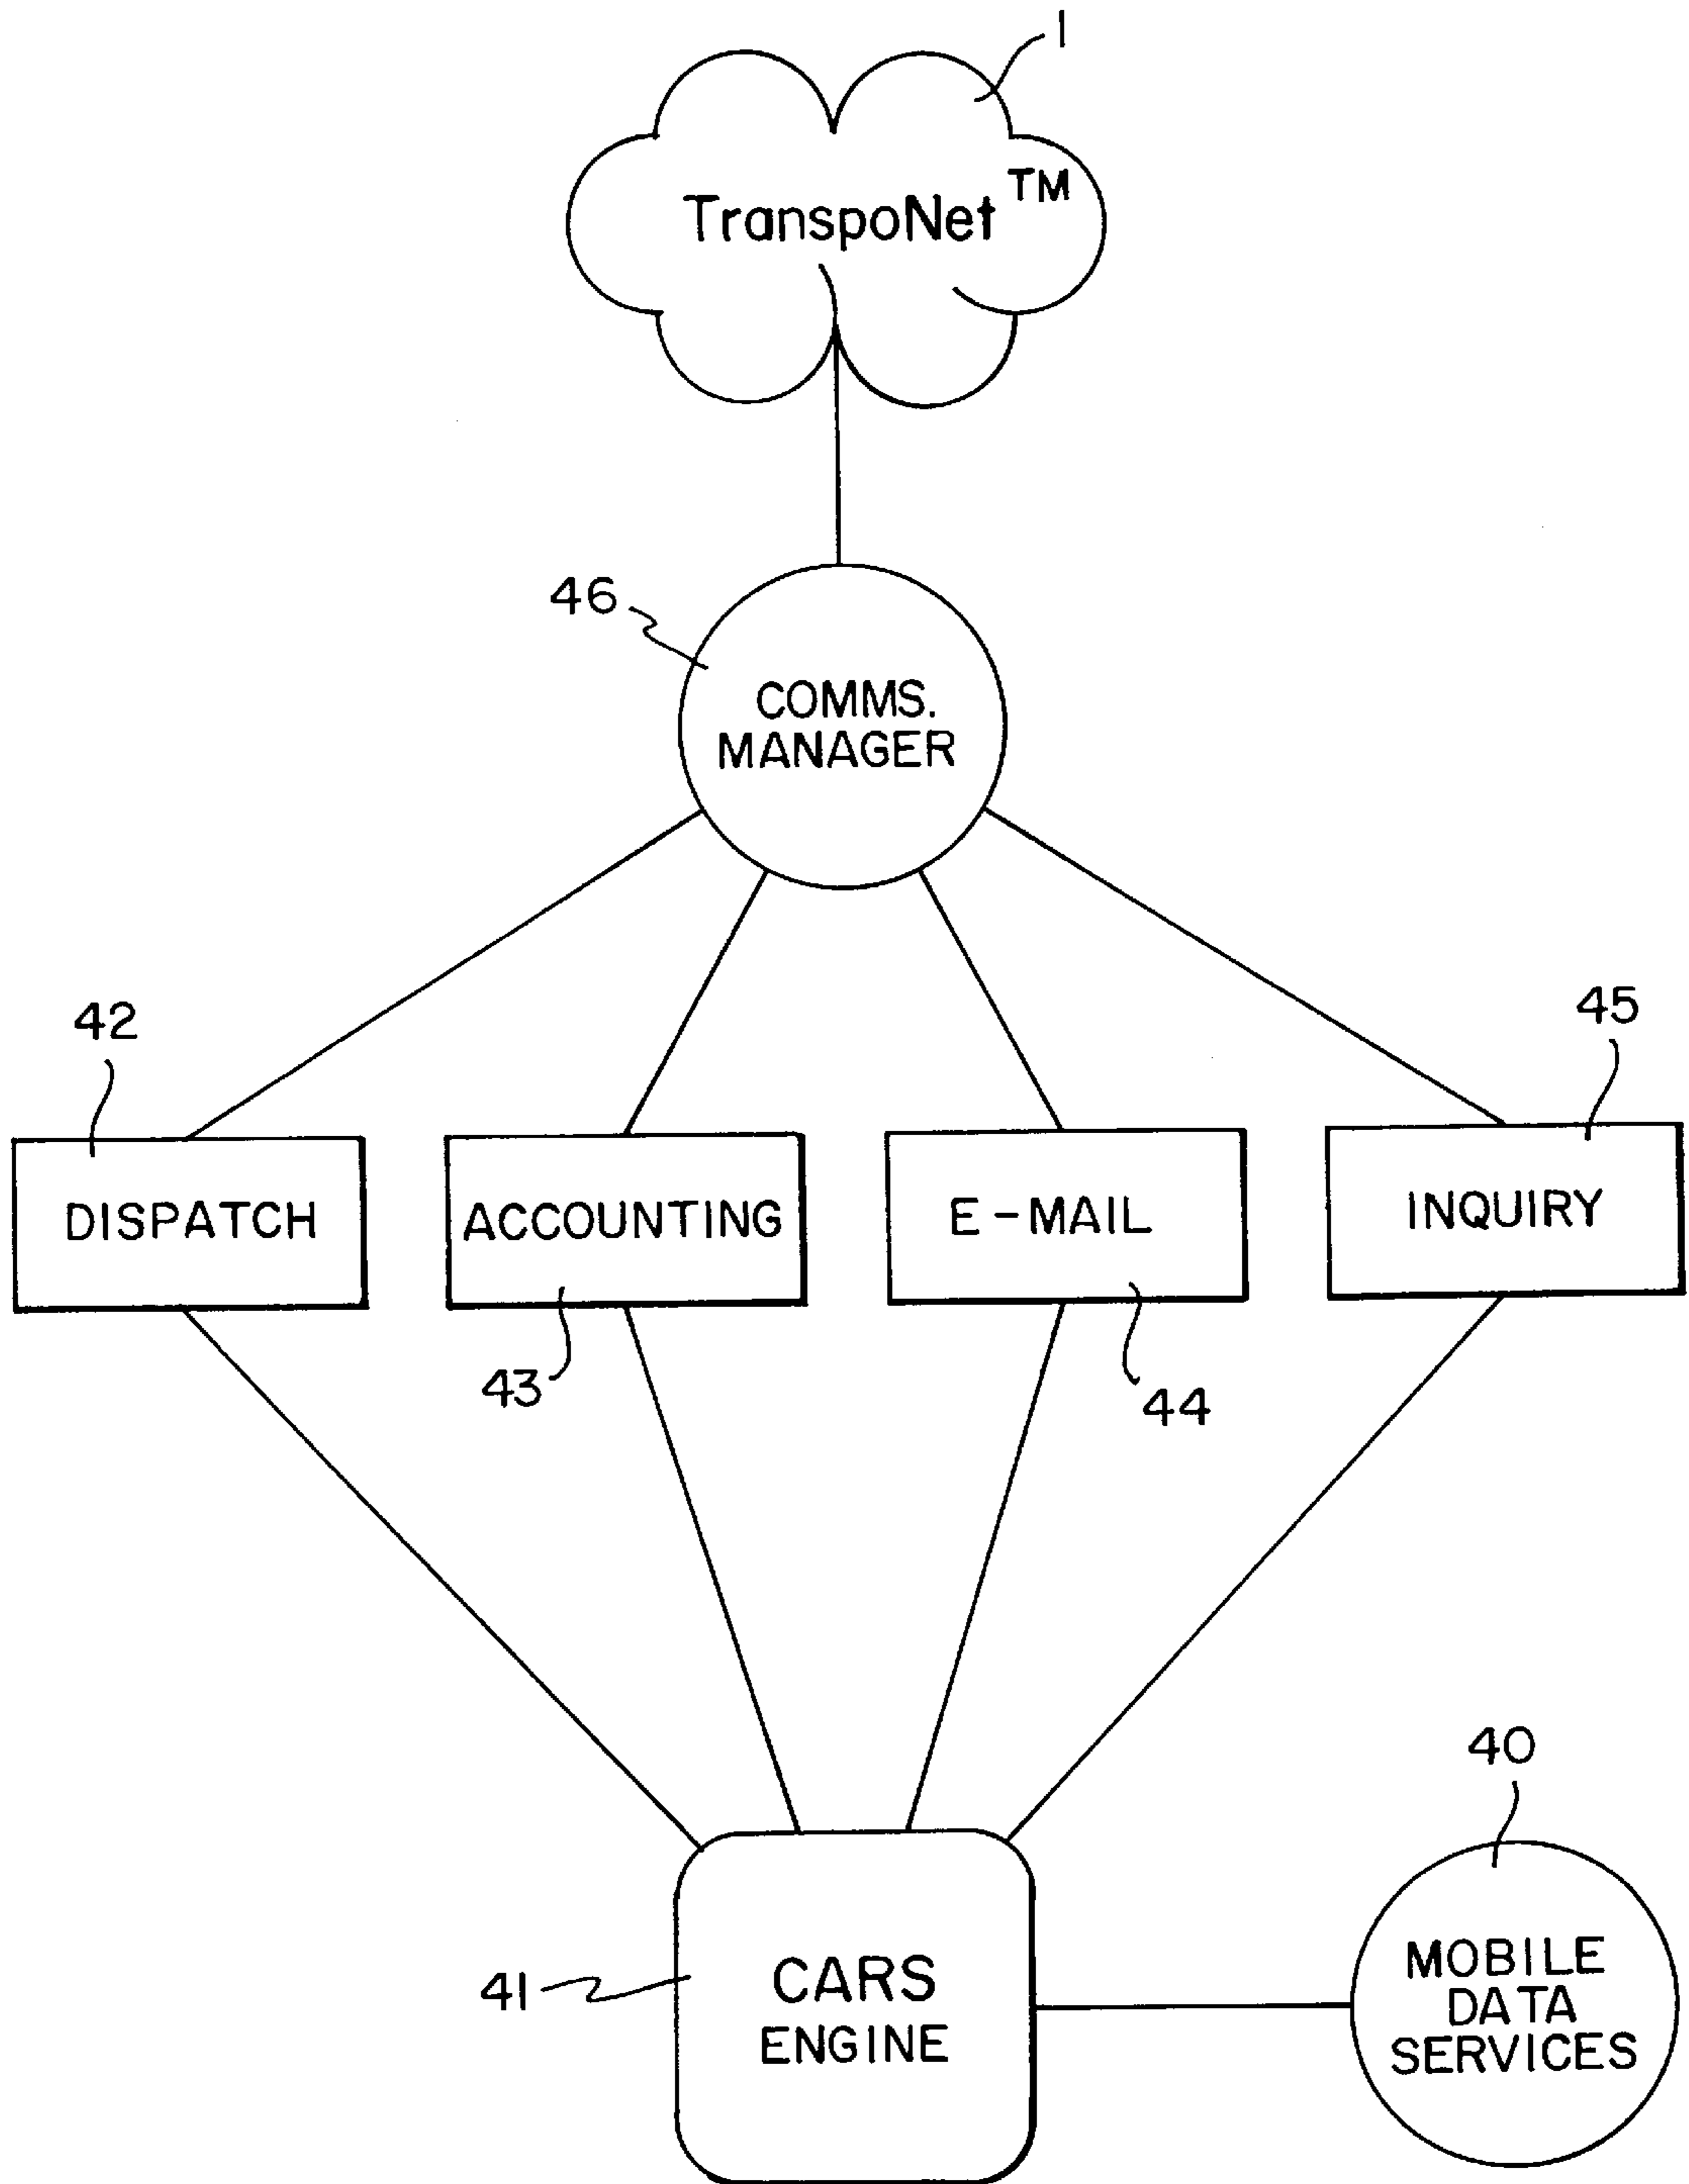 1
TranspoNet™
46
COMMS.
MANAGER
42
45
DISPATCH
ACCOUNTING
E-MAIL
INQUIRY
43
44
40
41
CARS
ENGINE
MOBILE
DATA
SERVICES